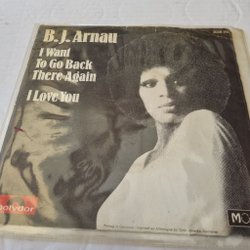 B.J. Arnau
I Want
To Go Back
There Again
I Love You
polydor
MO